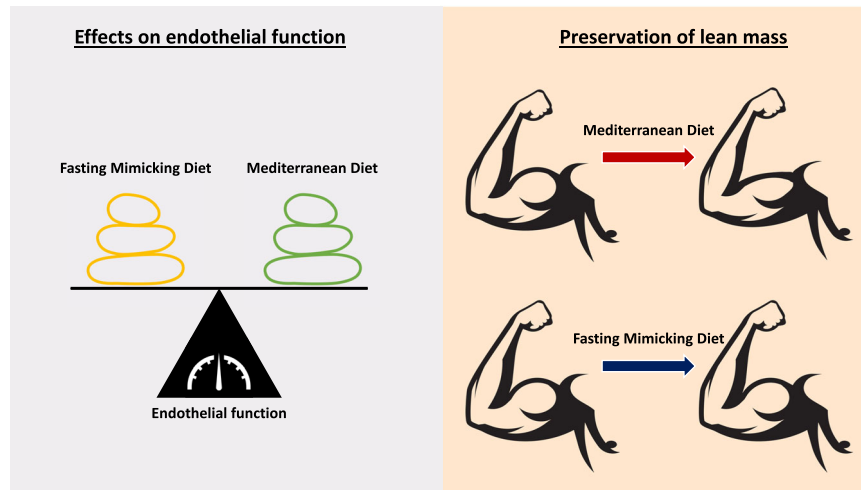 Effects on endothelial function
Fasting Mimicking Diet
Mediterranean Diet
Endothelial function
Preservation of lean mass
Mediterranean Diet
Fasting Mimicking Diet